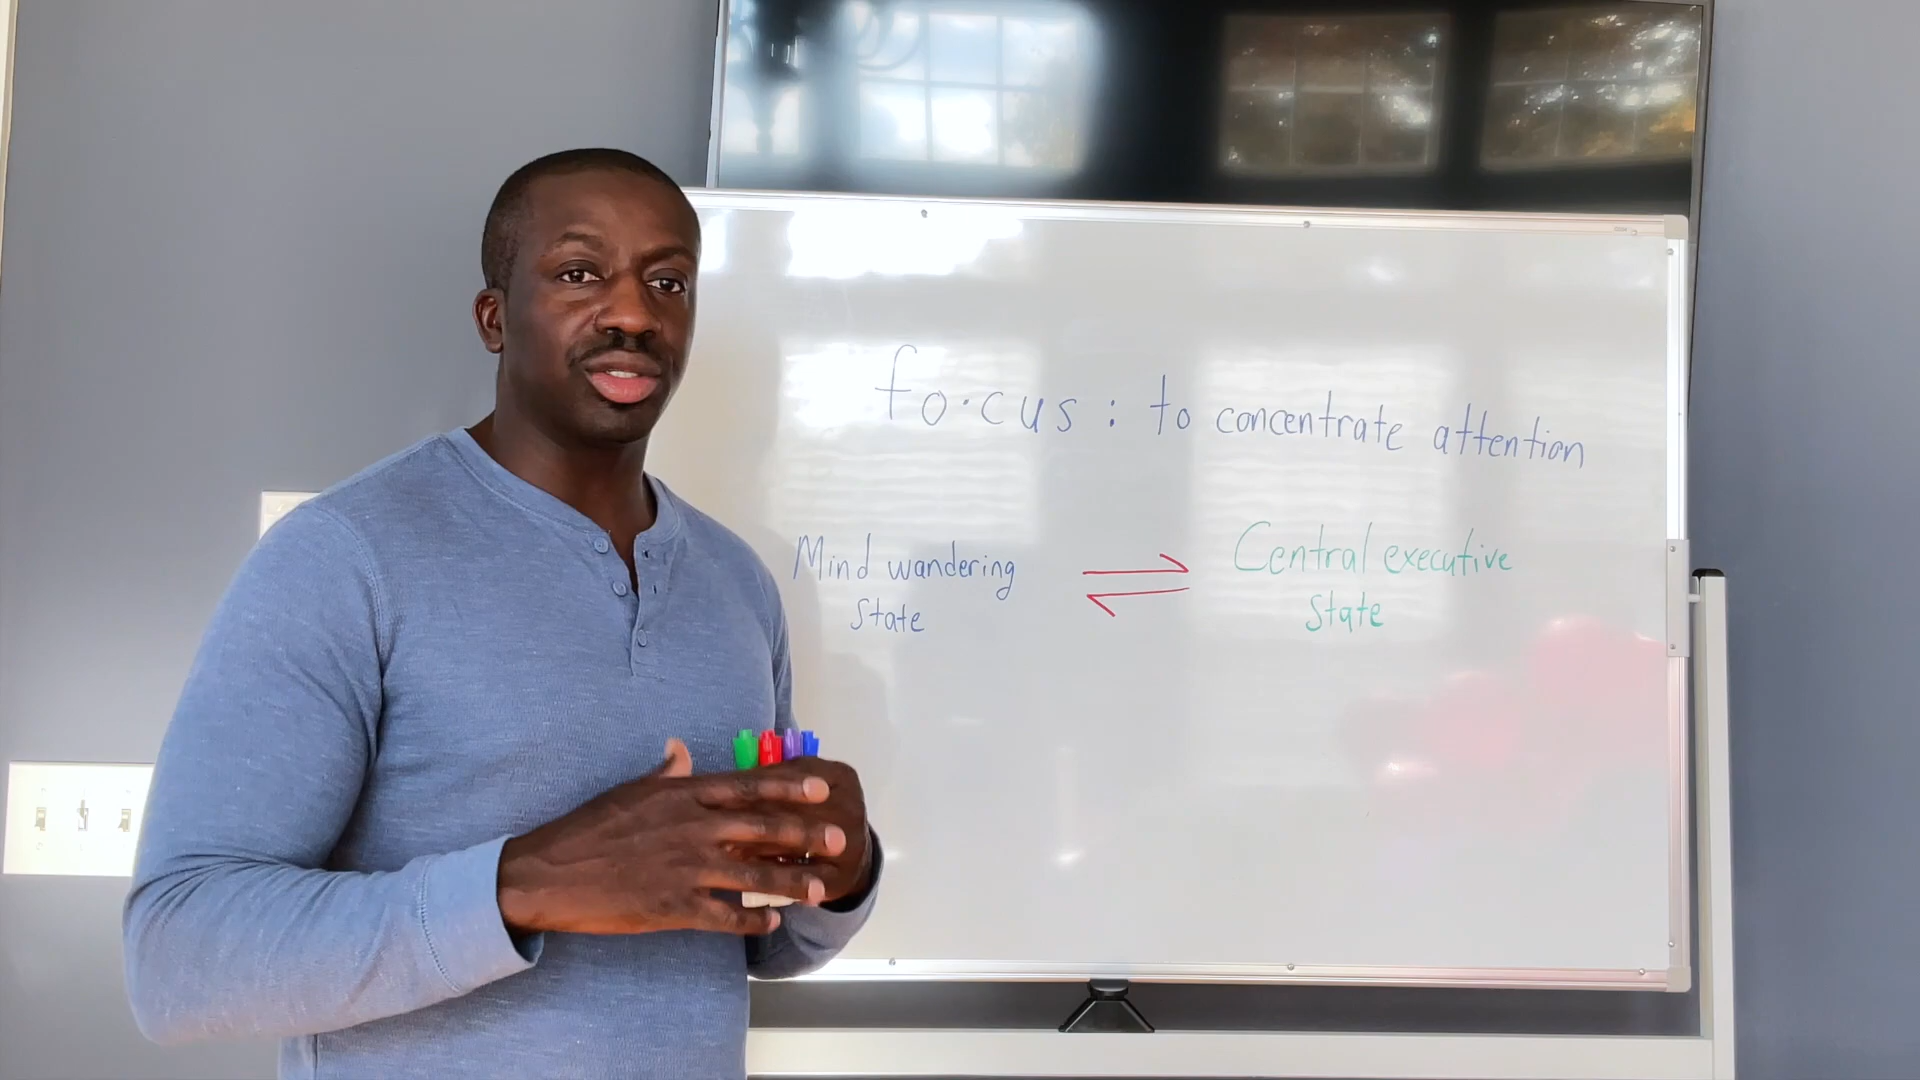 fo·cus: to concentrate attention
Mind wandering
State
Central executive
State